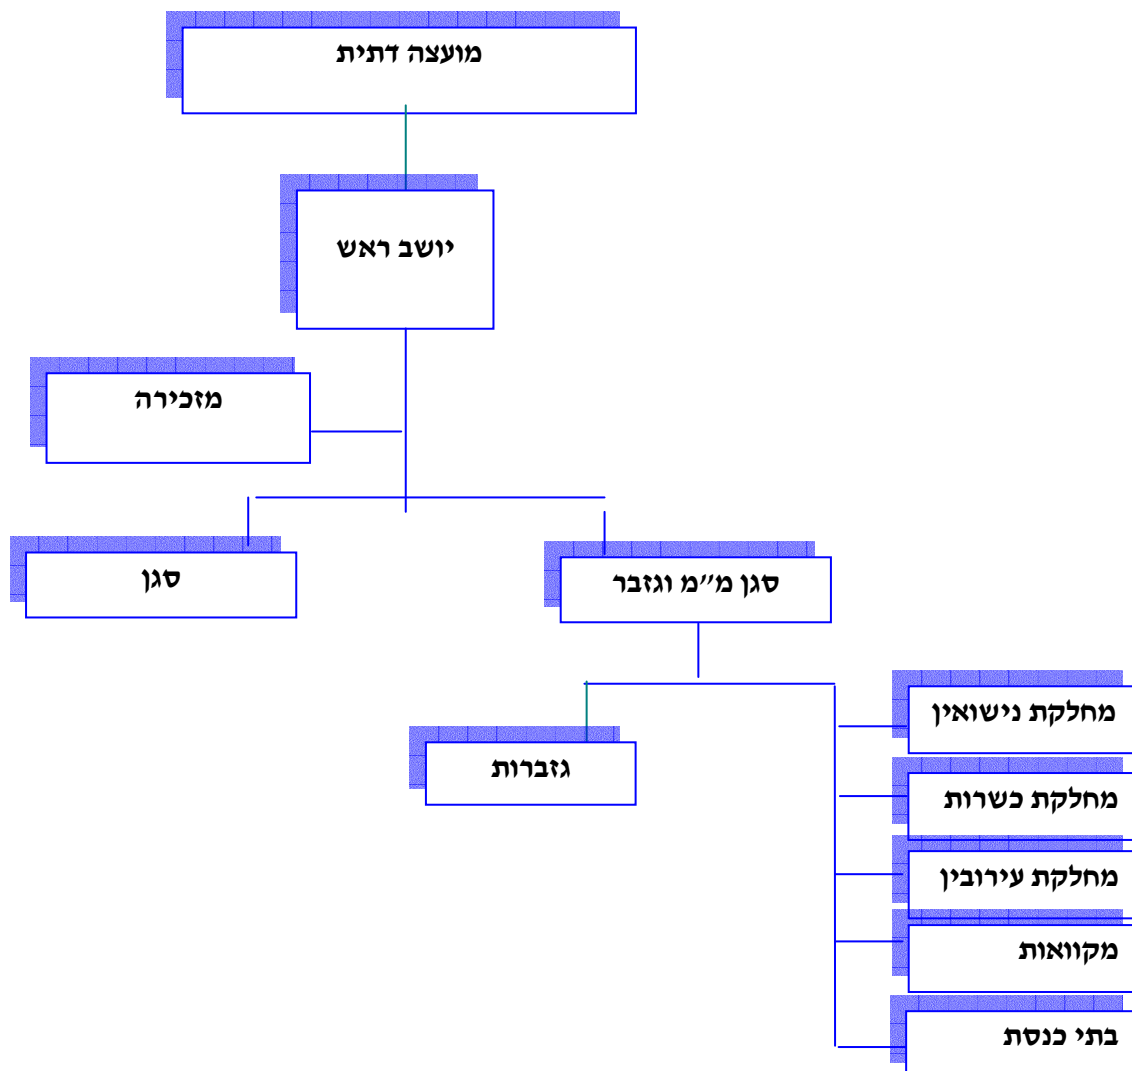 מועצה דתית
יושב ראש
מזכירה
סגן מ״מ וגזבר
סגן
מחלקת נישואין
גזברות
מחלקת כשרות
מחלקת עירובין
מקוואות
בתי כנסת